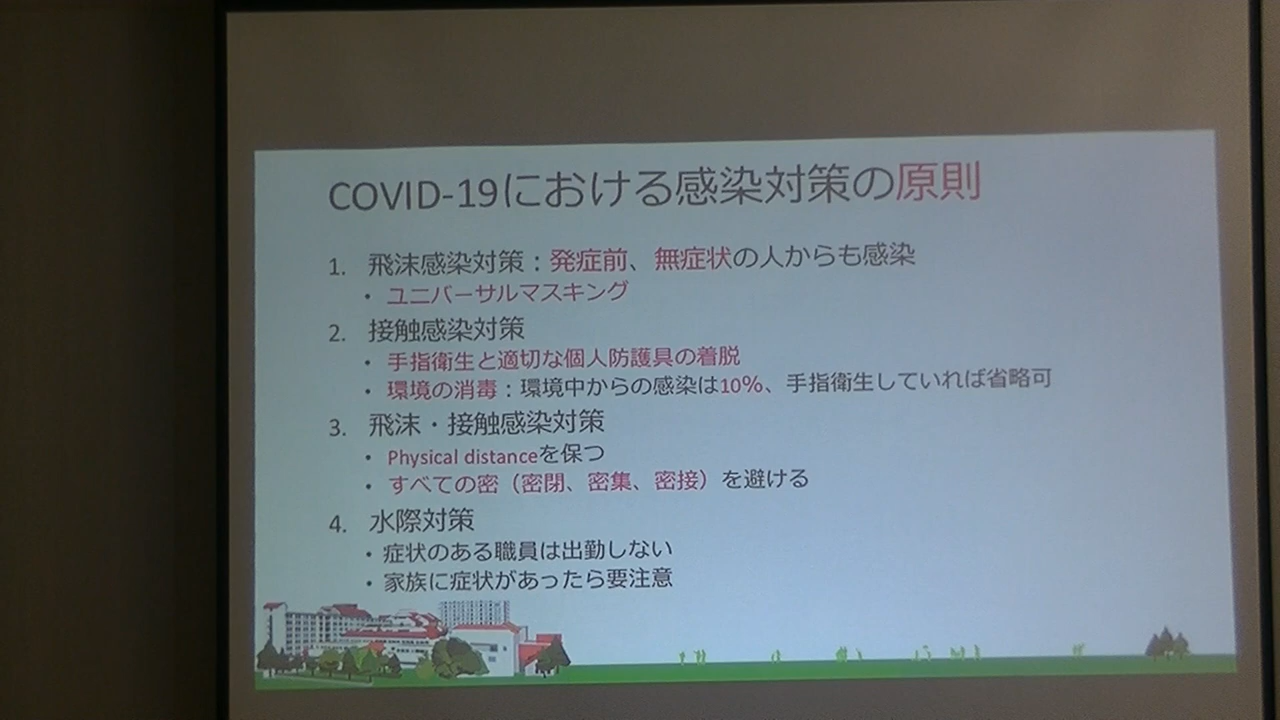 COVID-19における感染対策の原則
1. 飛沫感染対策：発症前、無症状の人からも感染
・ ユニバーサルマスキング
2. 接触感染対策
・ 手指衛生と適切な個人防護具の着脱
・ 環境の消毒：環境中からの感染は10%、手指衛生していれば省略可
3. 飛沫・接触感染対策
・ Physical distanceを保つ
・ すべての密（密閉、密集、密接）を避ける
4. 水際対策
・ 症状のある職員は出勤しない
・ 家族に症状があったら要注意